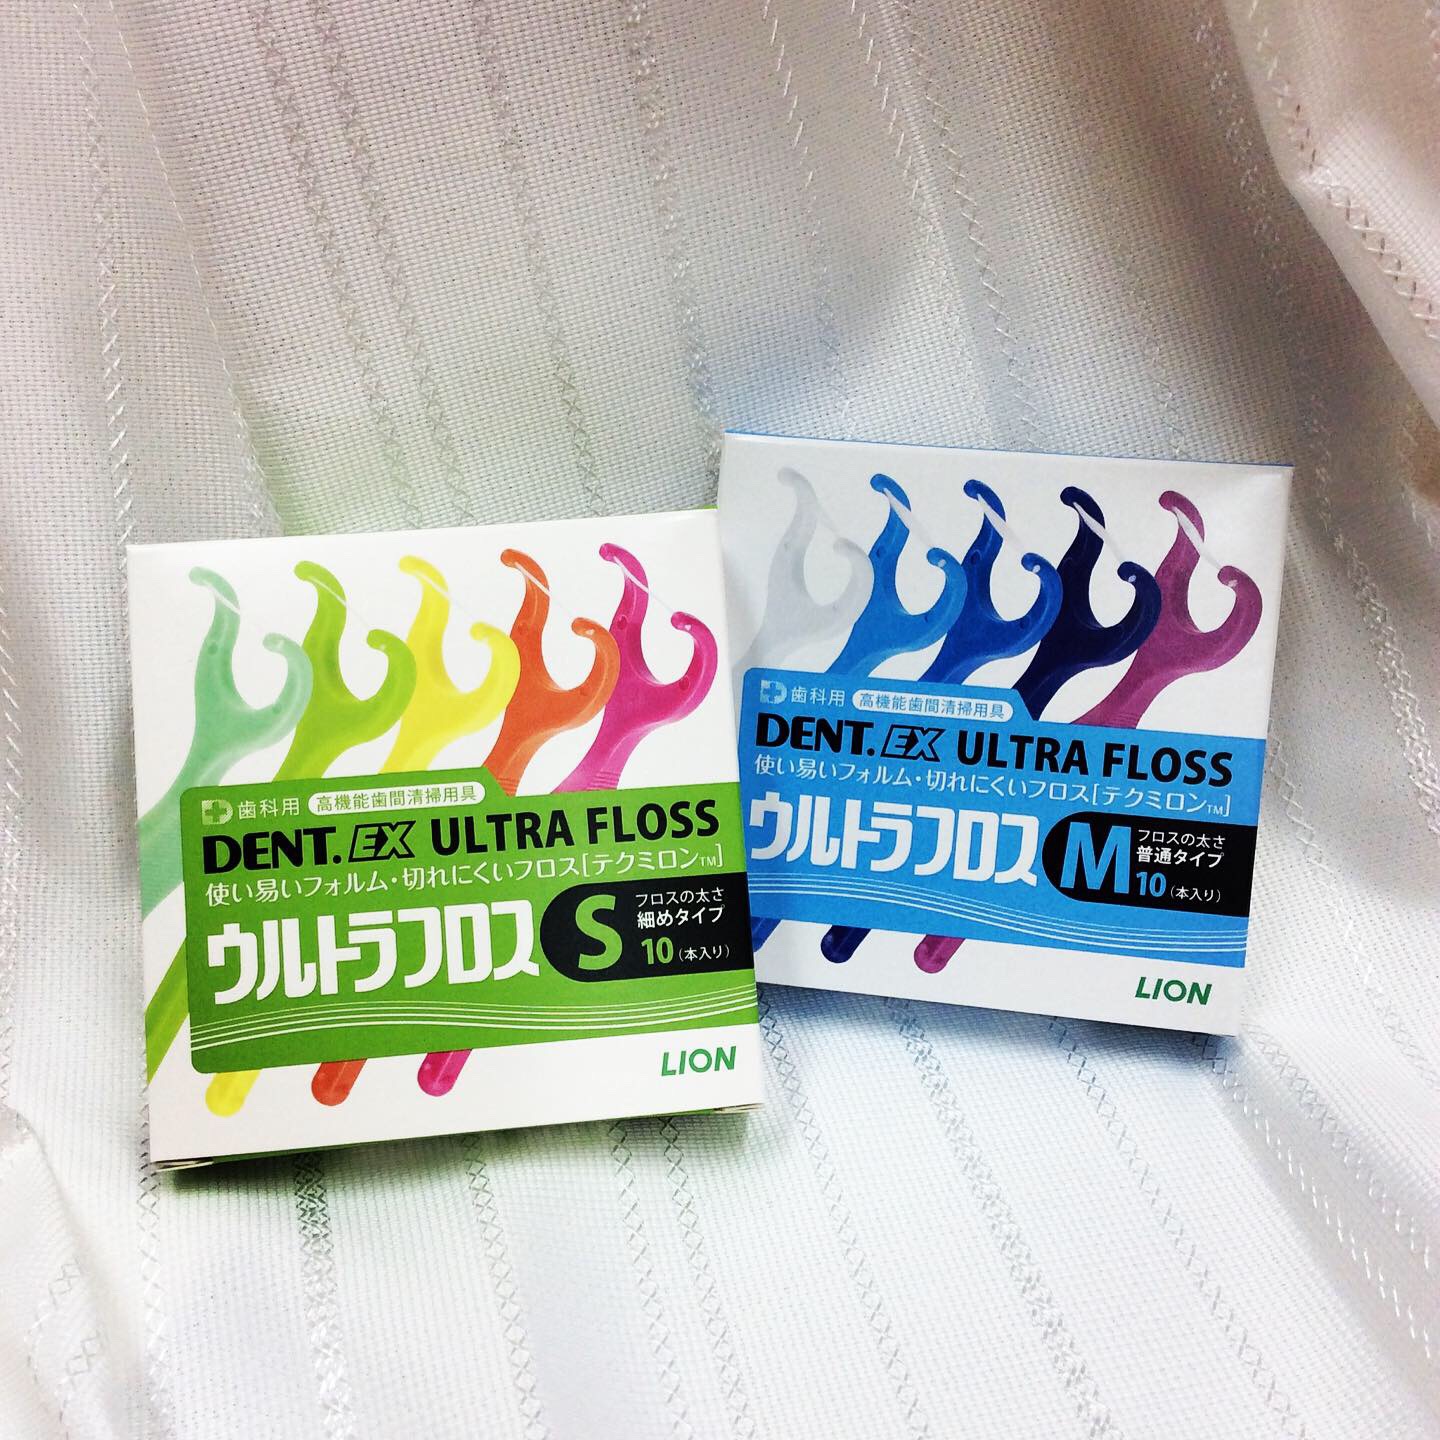 歯科用 高機能歯間清掃用具
DENT.EX ULTRA FLOSS
使い易いフォルム・切れにくいフロス[テクミロン™]
ウルトラフロス S
フロスの太さ
細めタイプ
10(本入り)
LION
歯科用 高機能歯間清掃用具
DENT.EX ULTRA FLOSS
使い易いフォルム・切れにくいフロス[テクミロン™]
ウルトラフロス M
フロスの太さ
普通タイプ
10(本入り)
LION